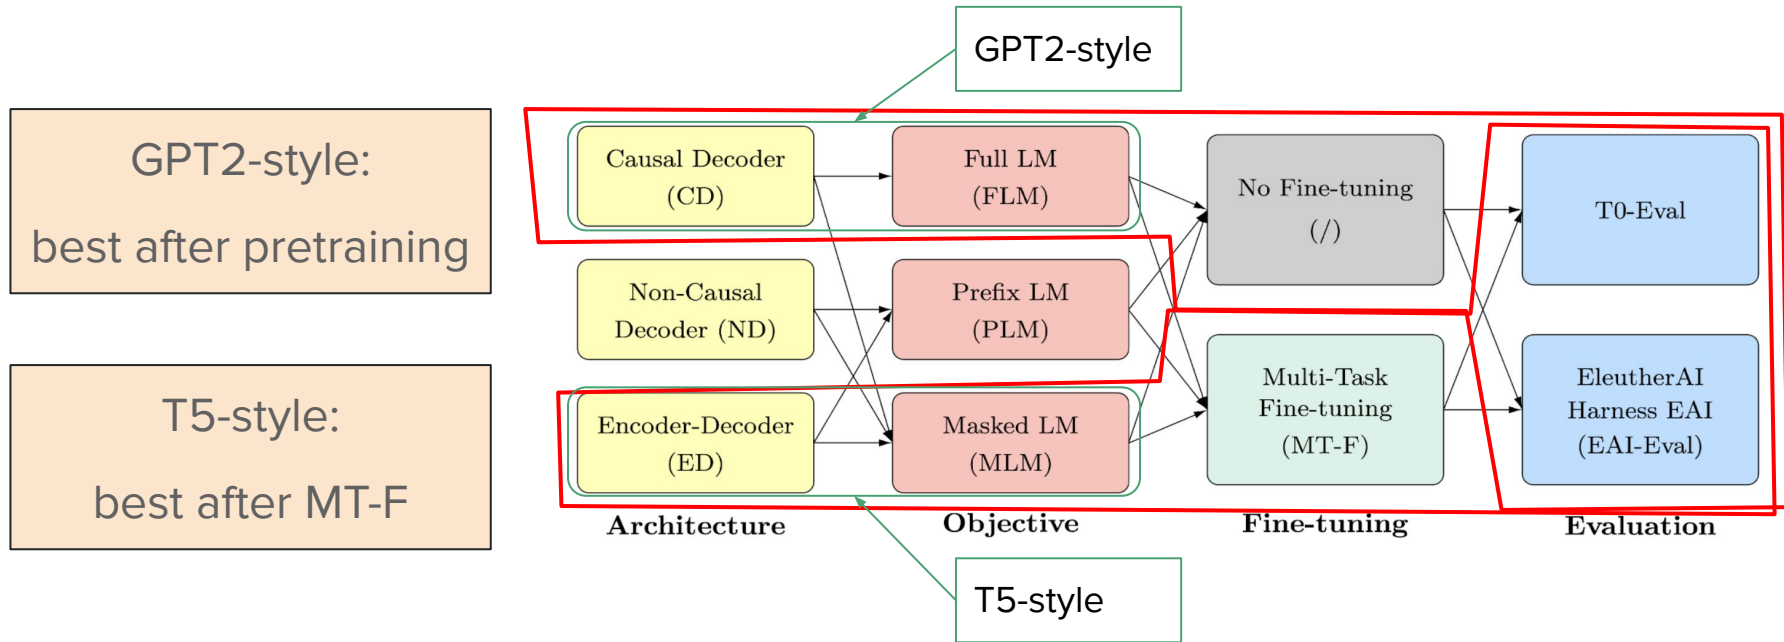 GPT2-style
GPT2-style:
best after pretraining
T5-style:
best after MT-F
Causal Decoder
(CD)
Full LM
(FLM)
No Fine-tuning
(/)
T0-Eval
Non-Causal
Decoder (ND)
Prefix LM
(PLM)
Encoder-Decoder
(ED)
Masked LM
(MLM)
Multi-Task
Fine-tuning
(MT-F)
EleutherAI
Harness EAI
(EAI-Eval)
Architecture
Objective
Fine-tuning
Evaluation
T5-style